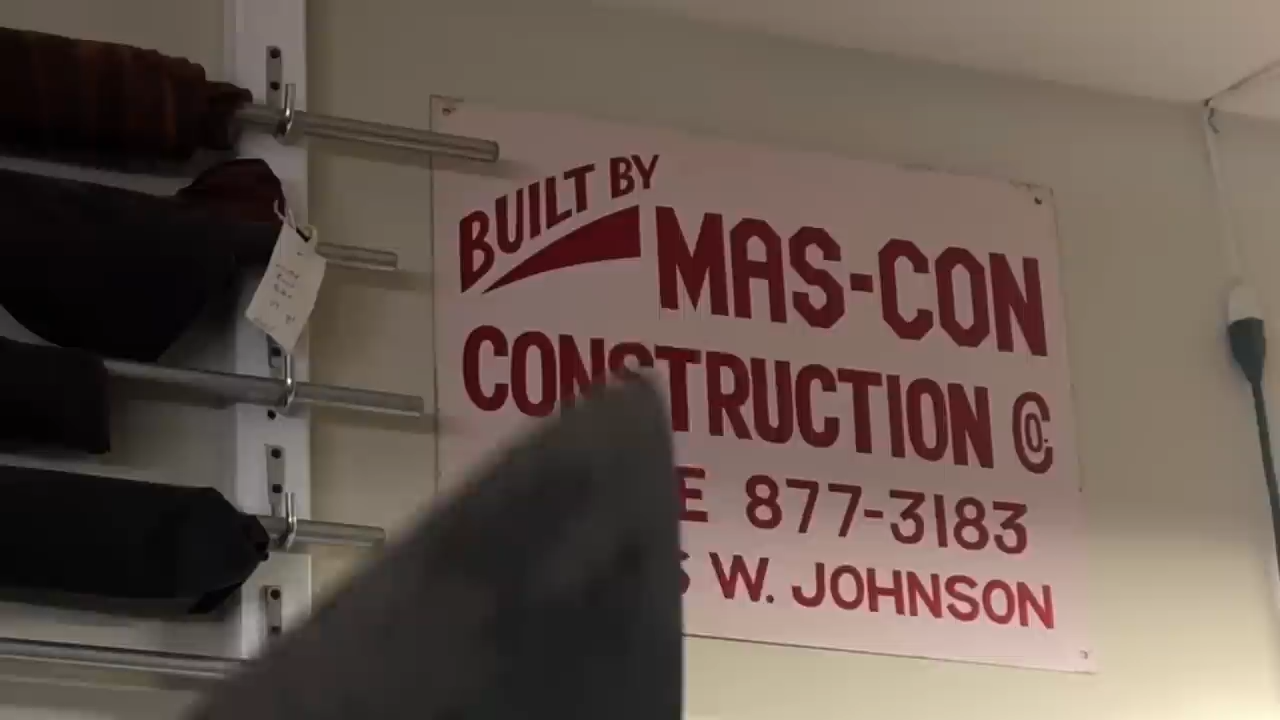 BUILT BY
MAS-CON
CONSTRUCTION CO
E 877-3183
S W. JOHNSON